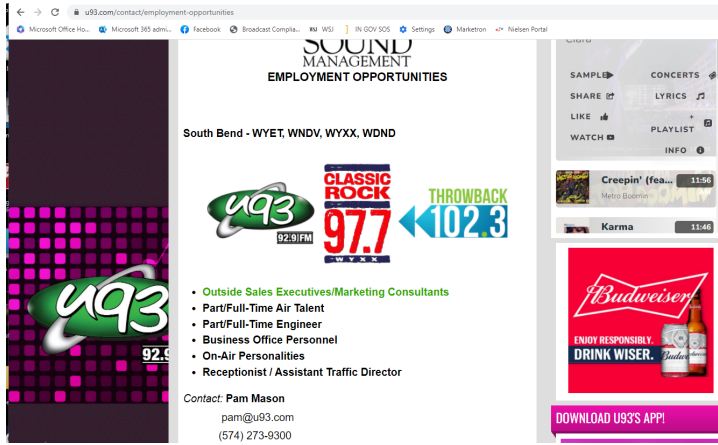 u93.com/contact/employment-opportunities
Microsoft Office Ho... Microsoft 365 admi... Facebook Broadcast Complia... WSJ WSJ IN GOV SOS Settings Marketron Nielsen Portal
SOUND
MANAGEMENT
EMPLOYMENT OPPORTUNITIES
South Bend - WYET, WNDV, WYXX, WDND
u93
92.9 FM
CLASSIC
ROCK
97.7
WYXX
THROWBACK
102.3
• Outside Sales Executives/Marketing Consultants
• Part/Full-Time Air Talent
• Part/Full-Time Engineer
• Business Office Personnel
• On-Air Personalities
• Receptionist / Assistant Traffic Director
Contact: Pam Mason
pam@u93.com
(574) 273-9300
u93
92.9
Ciara
SAMPLE CONCERTS
SHARE LYRICS
LIKE +
PLAYLIST
WATCH
INFO
Creepin' (fea... 11:56
Metro Boomin
Karma 11:46
Budweiser
ENJOY RESPONSIBLY.
DRINK WISER.
DOWNLOAD U93'S APP!